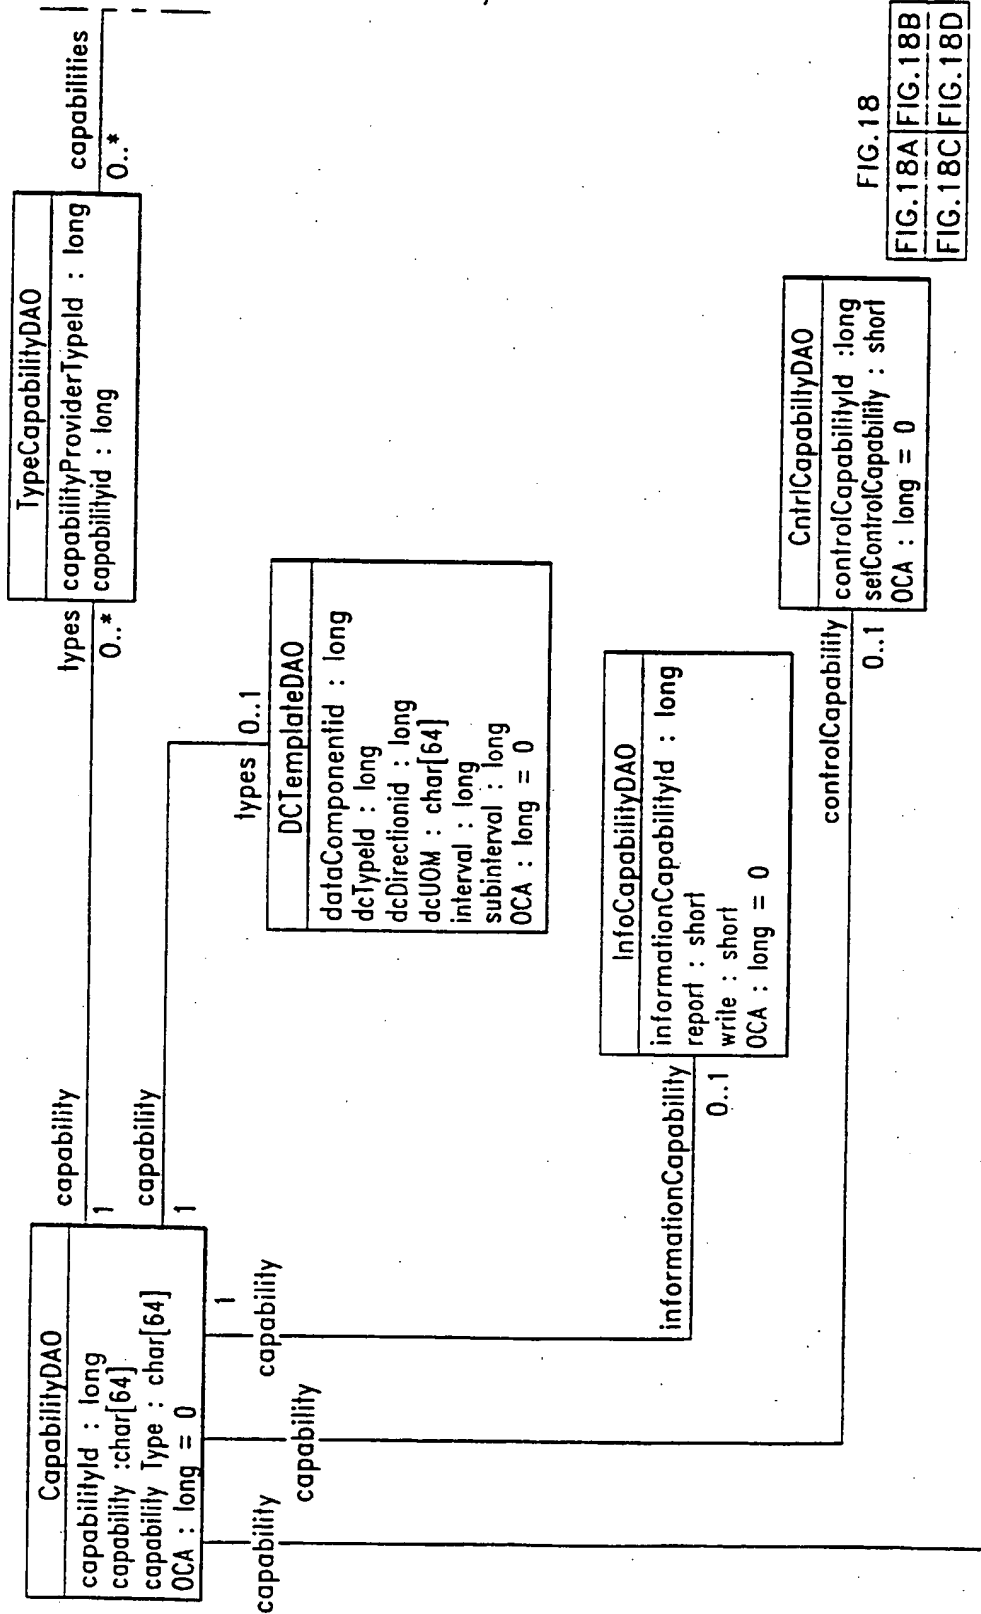 CapabilityDAO
capabilityId : long
capability :char[64]
capability Type : char[64]
OCA : long = 0
capability
1
types
0..*
TypeCapabilityDAO
capabilityProviderTypeId : long
capabilityid : long
capabilities
0..*
capability
1
types
0..1
DCTemplateDAO
dataComponentid : long
dcTypeId : long
dcDirectionid : long
dcUOM : char[64]
interval : long
subinterval : long
OCA : long = 0
1
capability
informationCapability
0..1
InfoCapabilityDAO
informationCapabilityId : long
report : short
write : short
OCA : long = 0
capability
controlCapability
0..1
CntrlCapabiltyDAO
controlCapabilityId :long
setControlCapability : short
OCA : long = 0
capability
FIG.18
FIG.18A FIG.18B
FIG.18C FIG.18D